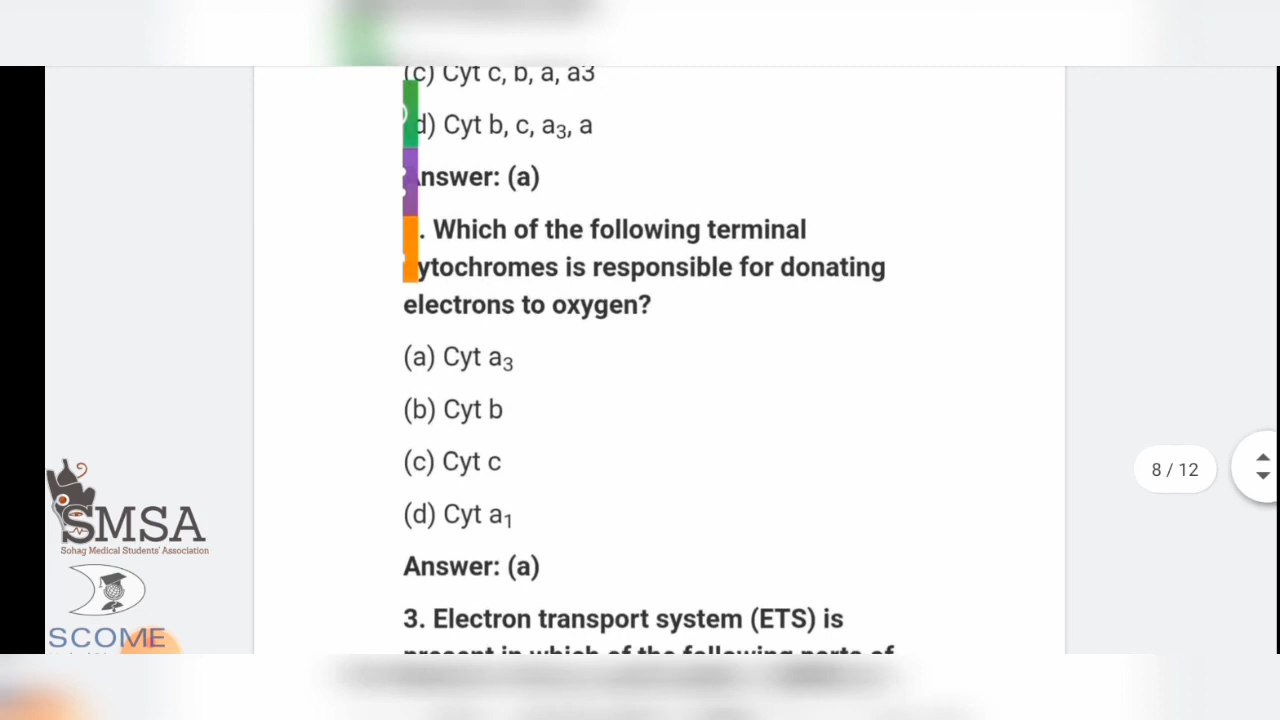 (c) Cyt c, b, a, a3
d) Cyt b, c, a₃, a
nswer: (a)
. Which of the following terminal
ytochromes is responsible for donating
electrons to oxygen?
(a) Cyt a₃
(b) Cyt b
(c) Cyt c
(d) Cyt a₁
Answer: (a)
3. Electron transport system (ETS) is
present in which of the following parts of
8 / 12
SMSA
Sohag Medical Students' Association
SCOME